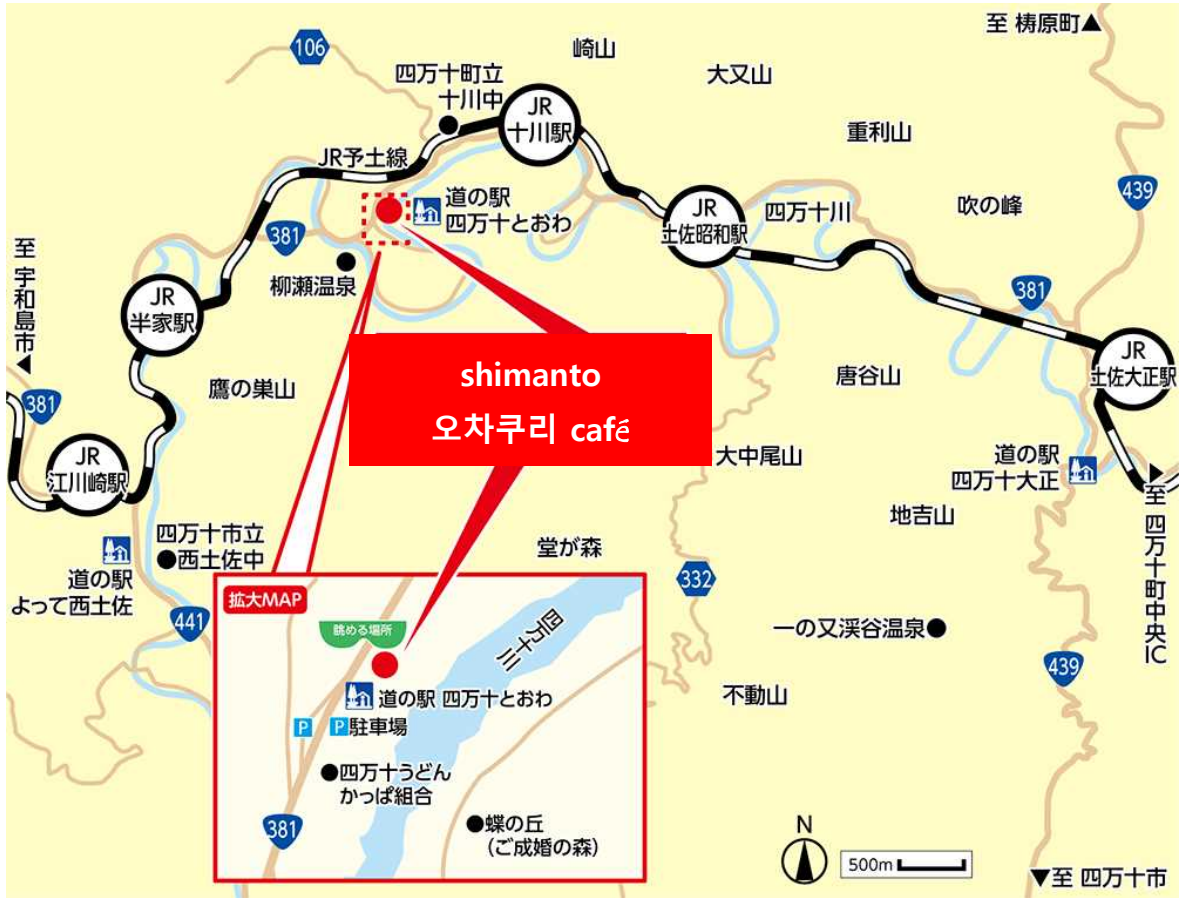 至 梼原町▲
崎山
106
四万十町立
十川中
大又山
JR
十川駅
重利山
JR予土線
439
道の駅
四万十とおわ
JR
土佐昭和駅
四万十川
吹の峰
381
至 宇和島市
柳瀬温泉
JR
半家駅
381
JR
土佐大正駅
shimanto
오차쿠리 café
鷹の巣山
唐谷山
381
JR
江川崎駅
大中尾山
道の駅
四万十大正
至 四万十町中央IC
地吉山
四万十市立
西土佐中
堂が森
道の駅
よって西土佐
332
441
拡大MAP
眺める場所
四万十川
一の又渓谷温泉
439
道の駅 四万十とおわ
不動山
P
P駐車場
四万十うどん
かっぱ組合
381
蝶の丘
(ご成婚の森)
N
500m
▼至 四万十市